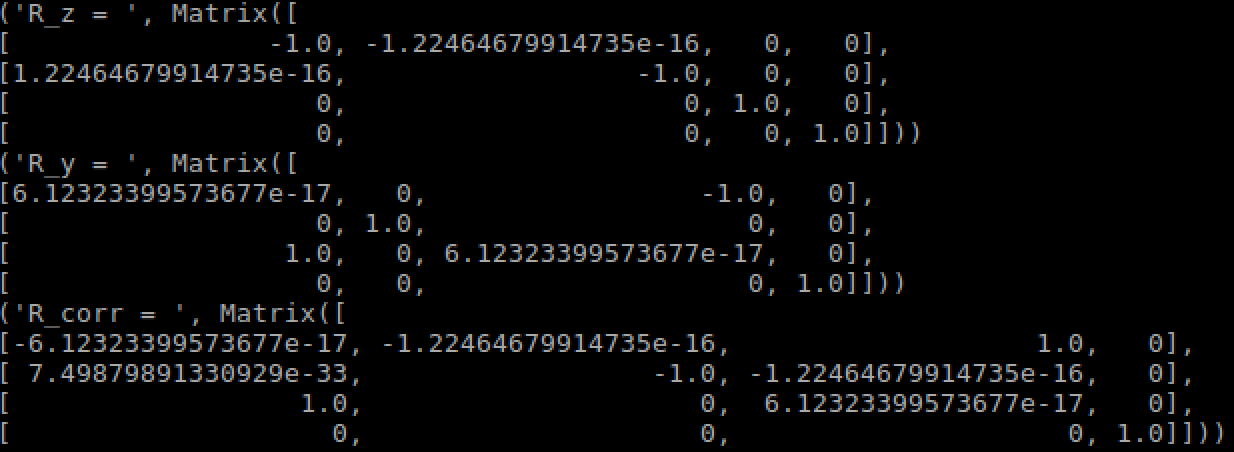 ('R_z = ', Matrix([
[                 -1.0, -1.22464679914735e-16,   0,    0],
[1.22464679914735e-16,                  -1.0,   0,    0],
[                    0,                     0, 1.0,    0],
[                    0,                     0,   0, 1.0]]))
('R_y = ', Matrix([
[6.12323399573677e-17,   0,                 -1.0,    0],
[                   0, 1.0,                    0,    0],
[                 1.0,   0, 6.12323399573677e-17,    0],
[                   0,   0,                    0, 1.0]]))
('R_corr = ', Matrix([
[-6.12323399573677e-17, -1.22464679914735e-16,                   1.0,   0],
[ 7.49879891330929e-33,                  -1.0, -1.22464679914735e-16,   0],
[                  1.0,                     0,  6.12323399573677e-17,   0],
[                    0,                     0,                     0, 1.0]]))